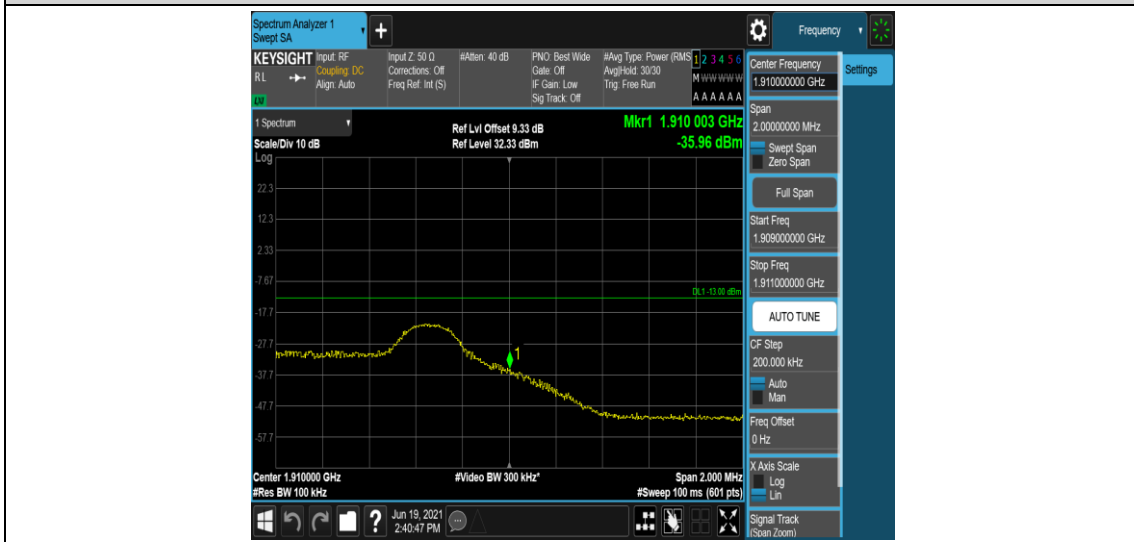 Spectrum Analyzer 1
Swept SA
+
Frequency
KEYSIGHT
RL
Input: RF
Coupling: DC
Align: Auto
Input Z: 50 Ω
Corrections: Off
Freq Ref: Int (S)
#Atten: 40 dB
PNO: Best Wide
Gate: Off
IF Gain: Low
Sig Track: Off
#Avg Type: Power (RMS
Avg|Hold: 30/30
Trig: Free Run
1 2 3 4 5 6
M W W W W W
A A A A A A
1 Spectrum
Scale/Div 10 dB
Log
Ref Lvl Offset 9.33 dB
Ref Level 32.33 dBm
Mkr1 1.910 003 GHz
-35.96 dBm
22.3
12.3
2.33
-7.67
DL1 -13.00 dBm
-17.7
-27.7
1
-37.7
-47.7
-57.7
Center 1.910000 GHz
#Res BW 100 kHz
#Video BW 300 kHz*
Span 2.000 MHz
#Sweep 100 ms (601 pts)
?
Jun 19, 2021
2:40:47 PM
Center Frequency
1.910000000 GHz
Settings
Span
2.00000000 MHz
Swept Span
Zero Span
Full Span
Start Freq
1.909000000 GHz
Stop Freq
1.911000000 GHz
AUTO TUNE
CF Step
200.000 kHz
Auto
Man
Freq Offset
0 Hz
X Axis Scale
Log
Lin
Signal Track
(Span Zoom)